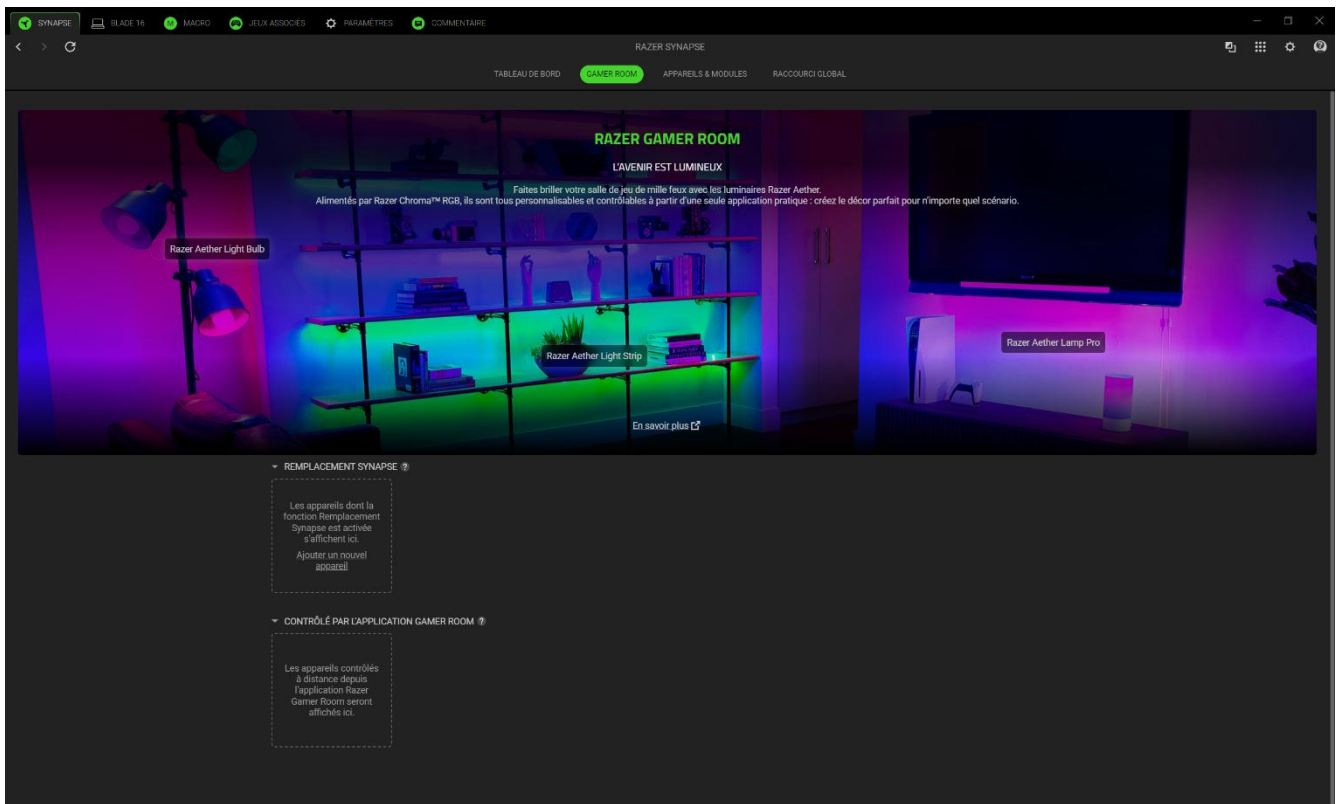 SYNAPSE
BLADE 16
MACRO
JEUX ASSOCIÉS
PARAMÈTRES
COMMENTAIRE
RAZER SYNAPSE
TABLEAU DE BORD
GAMER ROOM
APPAREILS & MODULES
RACCOURCI GLOBAL
RAZER GAMER ROOM
L'AVENIR EST LUMINEUX
Faites briller votre salle de jeu de mille feux avec les luminaires Razer Aether.
Alimentés par Razer Chroma™ RGB, ils sont tous personnalisables et contrôlables à partir d'une seule application pratique : créez le décor parfait pour n'importe quel scénario.
Razer Aether Light Bulb
Razer Aether Light Strip
Razer Aether Lamp Pro
En savoir plus
REMPLACEMENT SYNAPSE ?
Les appareils dont la
fonction Remplacement
Synapse est activée
s'affichent ici.
Ajouter un nouvel
appareil
CONTRÔLÉ PAR L'APPLICATION GAMER ROOM ?
Les appareils contrôlés
à distance depuis
l'application Razer
Gamer Room seront
affichés ici.